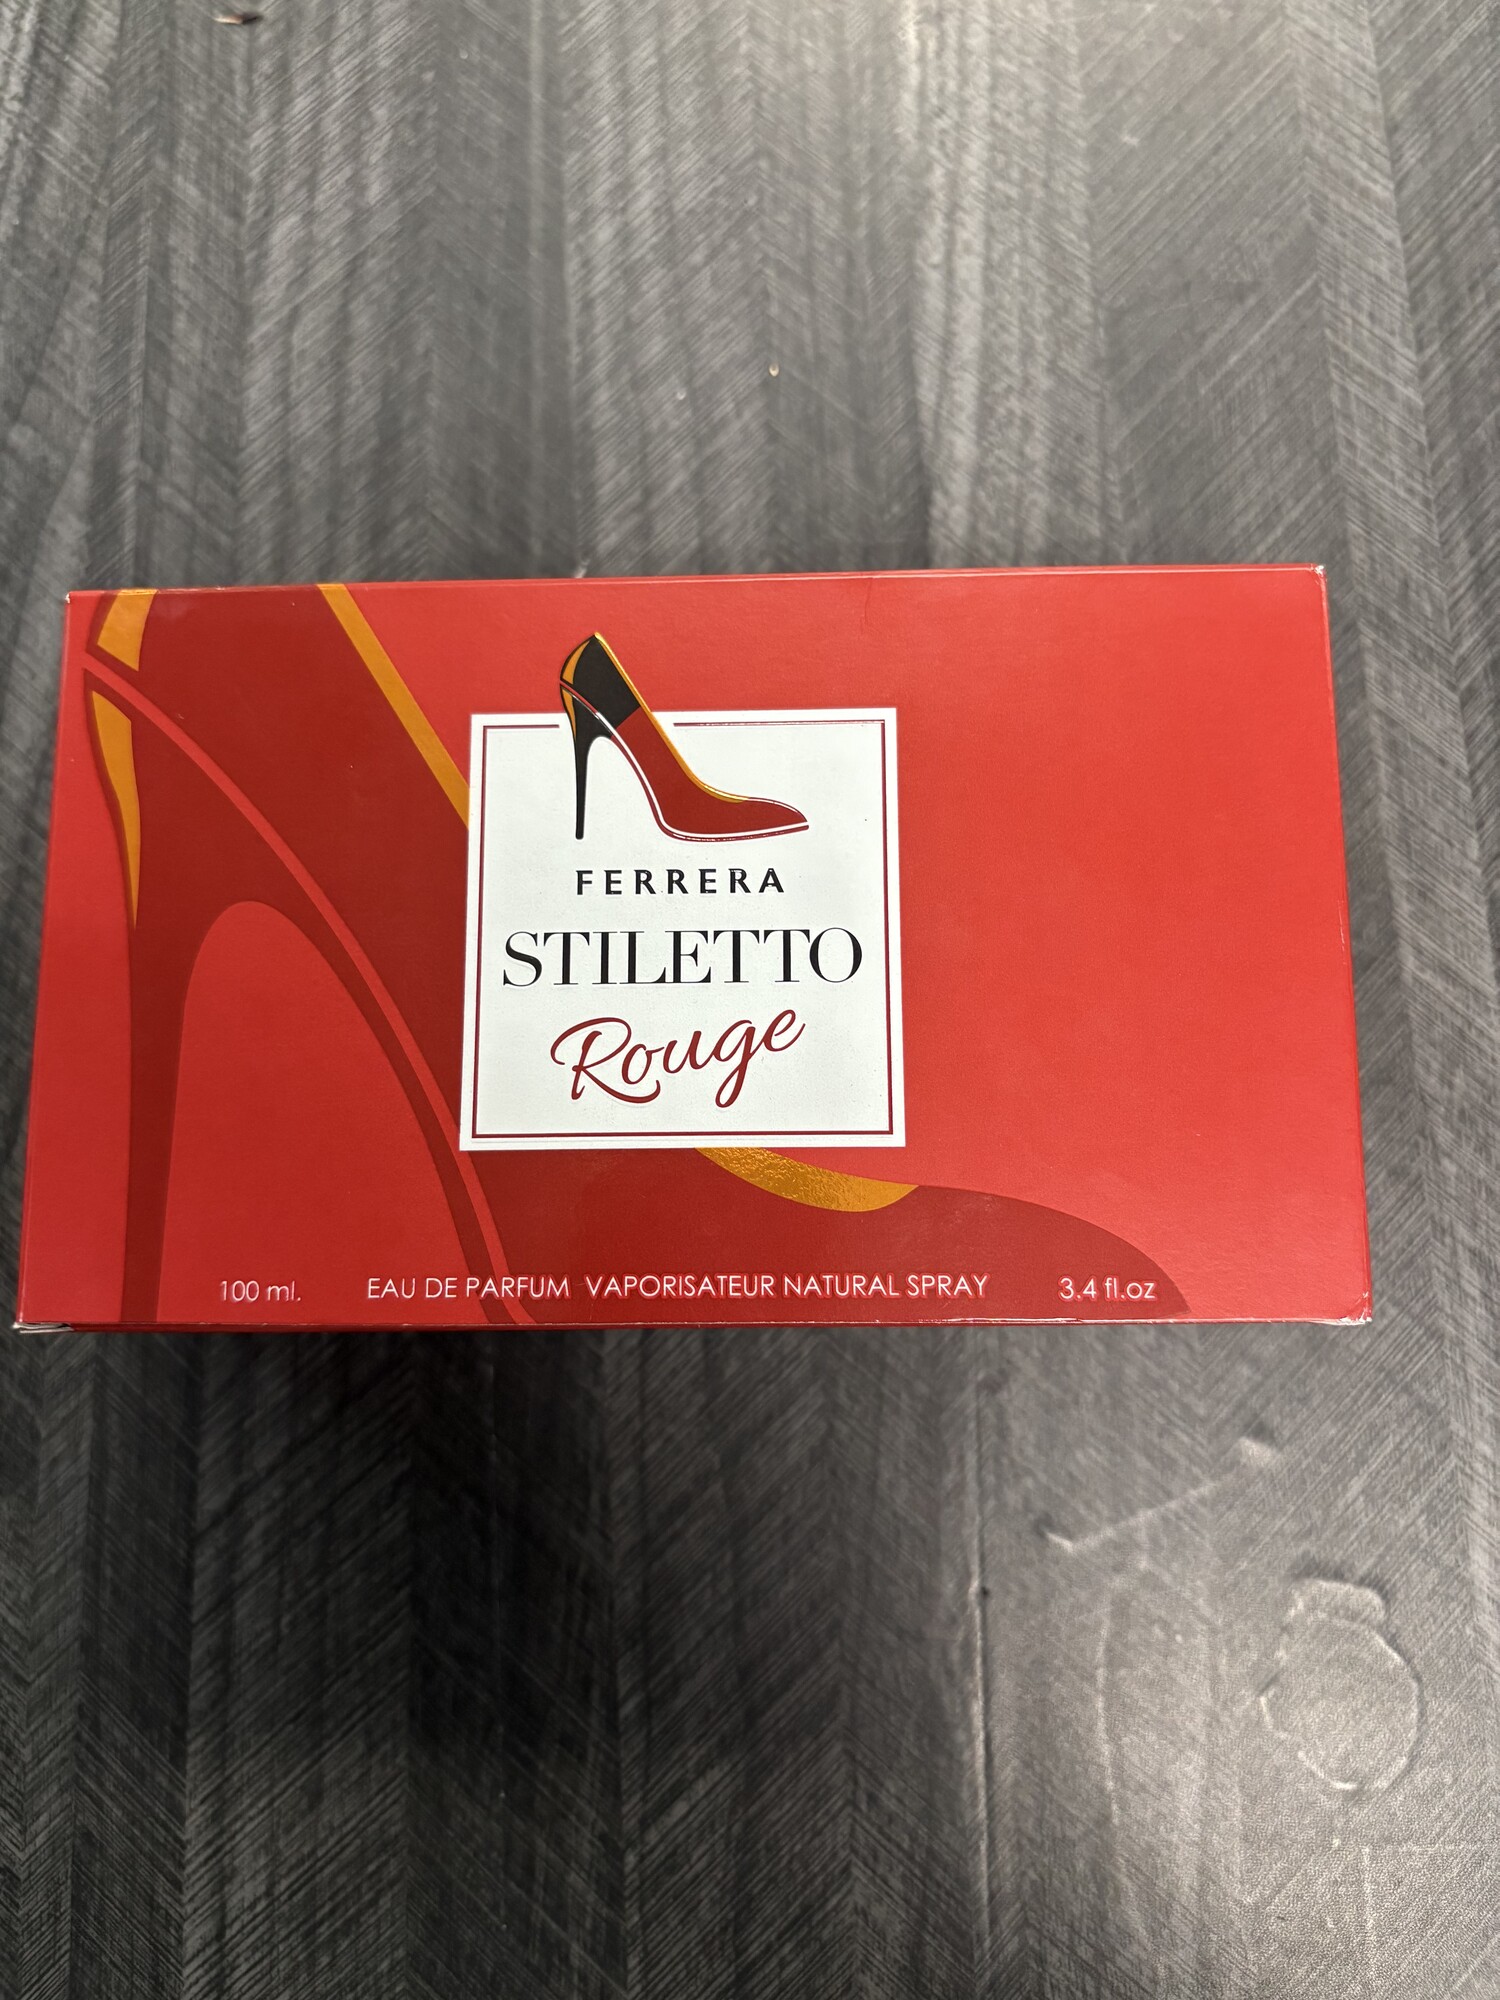 FERRERA
STILETTO
Rouge
100 ml. EAU DE PARFUM VAPORISATEUR NATURAL SPRAY 3.4 fl.oz